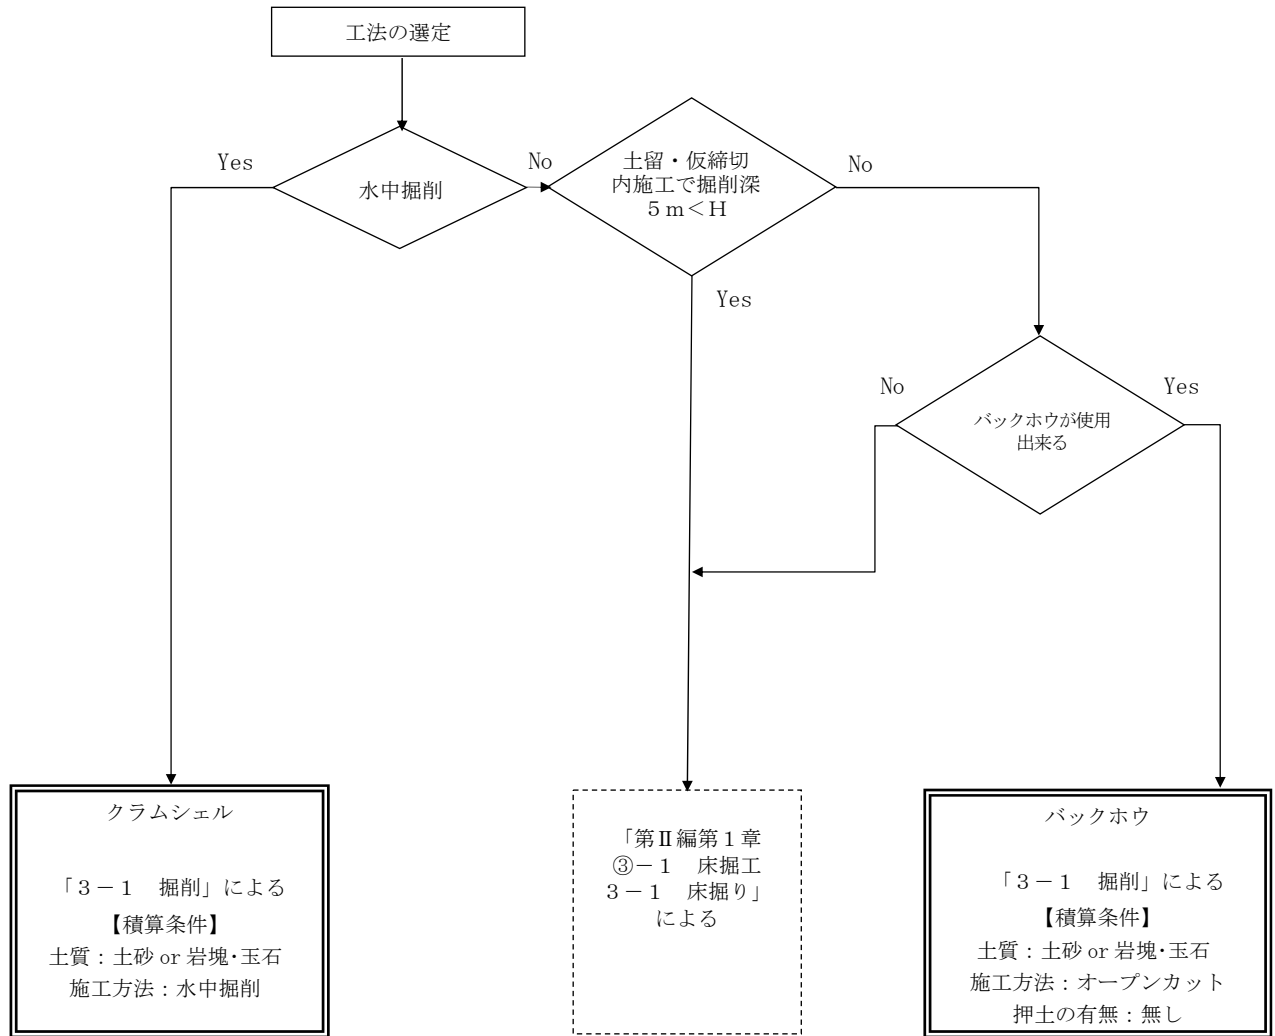 工法の選定
Yes
水中掘削
No
土留・仮締切
内施工で掘削深
５ｍ＜Ｈ
No
Yes
No
バックホウが使用
出来る
Yes
クラムシェル
「３－１　掘削」による
【積算条件】
土質：土砂 or 岩塊・玉石
施工方法：水中掘削
「第Ⅱ編第１章
③－１　床掘工
３－１　床掘り」
による
バックホウ
「３－１　掘削」による
【積算条件】
土質：土砂 or 岩塊・玉石
施工方法：オープンカット
押土の有無：無し